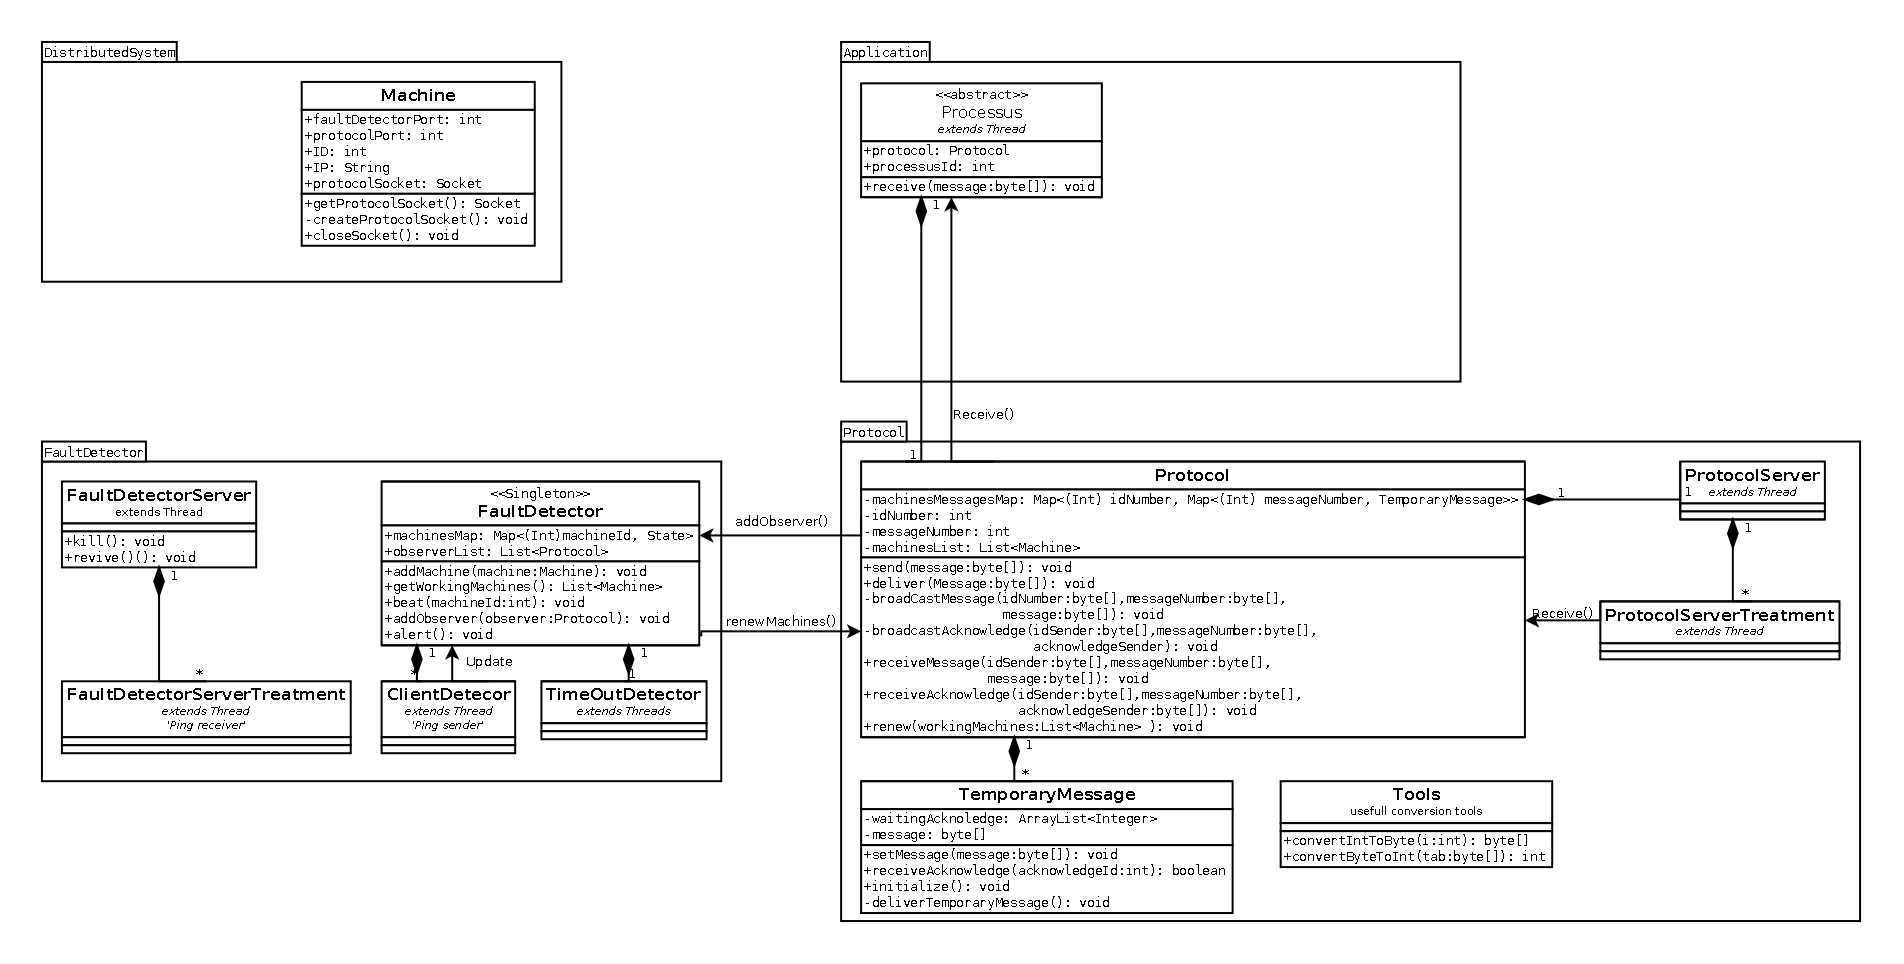 DistributedSystem
Machine
+faultDetectorPort: int
+protocolPort: int
+ID: int
+IP: String
+protocolSocket: Socket
+getProtocolSocket(): Socket
-createProtocolSocket(): void
+closeSocket(): void
Application
<<abstract>>
Processus
extends Thread
+protocol: Protocol
+processusId: int
+receive(message:byte[]): void
1
Receive()
1
FaultDetector
FaultDetectorServer
extends Thread
+kill(): void
+revive()(): void
1
*
FaultDetectorServerTreatment
extends Thread
'Ping receiver'
<<Singleton>>
FaultDetector
+machinesMap: Map<(Int)machineId, State>
+observerList: List<Protocol>
+addMachine(machine:Machine): void
+getWorkingMachines(): List<Machine>
+beat(machineId:int): void
+addObserver(observer:Protocol): void
+alert(): void
1
Update
*
1
1
ClientDetecor
extends Thread
'Ping sender'
TimeOutDetector
extends Threads
addObserver()
renewMachines()
Protocol
Protocol
-machinesMessagesMap: Map<(Int) idNumber, Map<(Int) messageNumber, TemporaryMessage>>
-idNumber: int
-messageNumber: int
-machinesList: List<Machine>
+send(message:byte[]): void
+deliver(Message:byte[]): void
-broadCastMessage(idNumber:byte[],messageNumber:byte[],
message:byte[]): void
-broadcastAcknowledge(idSender:byte[],messageNumber:byte[],
acknowledgeSender): void
+receiveMessage(idSender:byte[],messageNumber:byte[],
message:byte[]): void
+receiveAcknowledge(idSender:byte[],messageNumber:byte[],
acknowledgeSender:byte[]): void
+renew(workingMachines:List<Machine> ): void
1
1
ProtocolServer
extends Thread
1
*
Receive()
ProtocolServerTreatment
extends Thread
1
*
TemporaryMessage
-waitingAcknoledge: ArrayList<Integer>
-message: byte[]
+setMessage(message:byte[]): void
+receiveAcknowledge(acknowledgeId:int): boolean
+initialize(): void
-deliverTemporaryMessage(): void
Tools
usefull conversion tools
+convertIntToByte(i:int): byte[]
+convertByteToInt(tab:byte[]): int